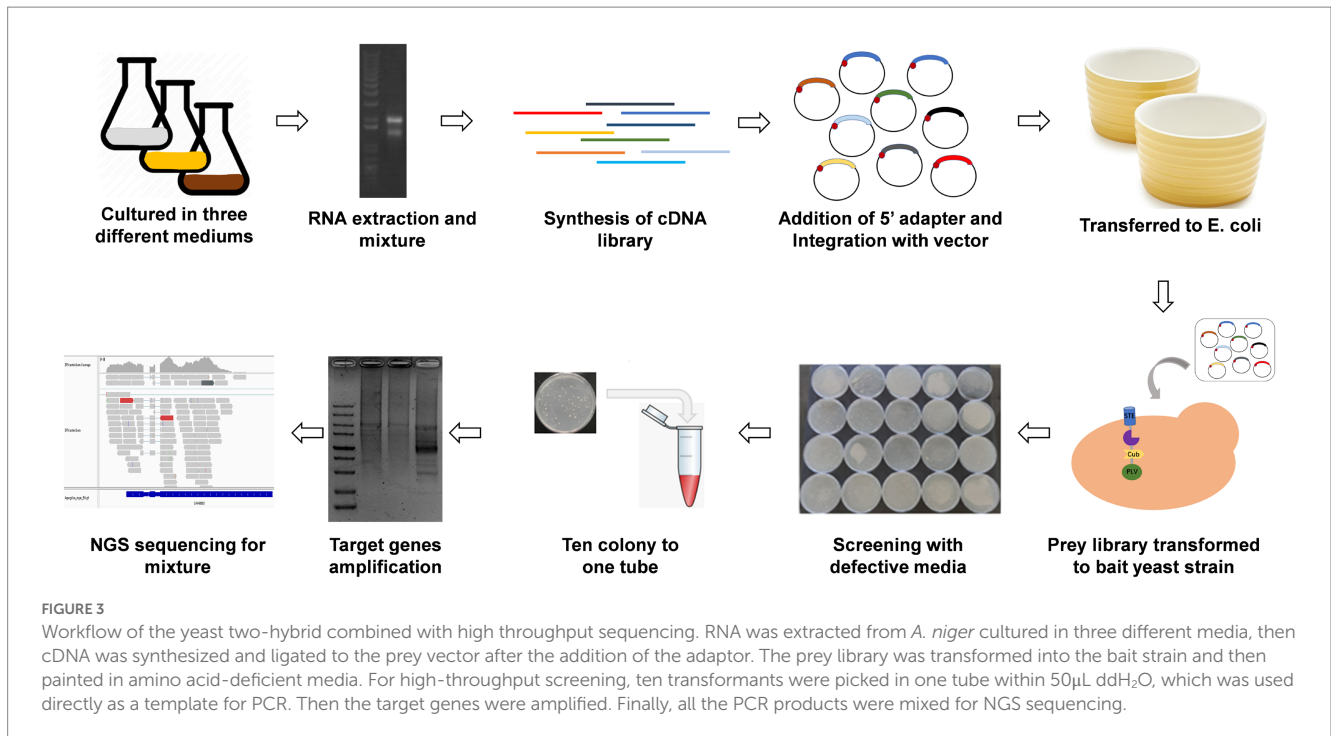 Cultured in three
different mediums
RNA extraction and
mixture
Synthesis of cDNA
library
Addition of 5’ adapter and
Integration with vector
Transferred to E. coli
STE
Cub
PLV
NGS sequencing for
mixture
Target genes
amplification
Ten colony to
one tube
Screening with
defective media
Prey library transformed
to bait yeast strain
FIGURE 3
Workflow of the yeast two-hybrid combined with high throughput sequencing. RNA was extracted from A. niger cultured in three different media, then
cDNA was synthesized and ligated to the prey vector after the addition of the adaptor. The prey library was transformed into the bait strain and then
painted in amino acid-deficient media. For high-throughput screening, ten transformants were picked in one tube within 50μL ddH₂O, which was used
directly as a template for PCR. Then the target genes were amplified. Finally, all the PCR products were mixed for NGS sequencing.